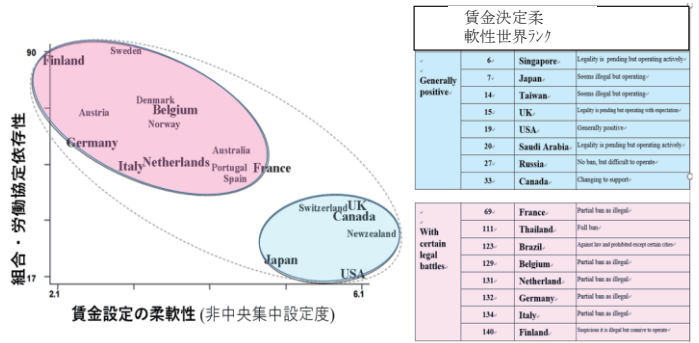 90
Sweden
Finland
Denmark
Austria
Belgium
Norway
Germany
Australia
Italy
Netherlands
Portugal
France
Spain
Switzerland
UK
Canada
Newzealand
Japan
USA
17
2.1
6.1
組合・労働協定依存性
賃金設定の柔軟性 (非中央集中設定度)
賃金決定柔
軟性世界ﾗﾝｸ
Generally positive
6 Singapore Legality is pending but operating actively
7 Japan Seems illegal but operating
14 Taiwan Seems illegal but operating
15 UK Legality is pending but operating with expectation
19 USA Generally positive
20 Saudi Arabia Legality is pending but operating actively
27 Russia No ban, but difficult to operate
33 Canada Changing to support
With certain legal battles
69 France Partial ban as illegal
111 Thailand Full ban
123 Brazil Against law and prohibited except certain cities
129 Belgium Partial ban as illegal
131 Netherland Partial ban as illegal
132 Germany Partial ban as illegal
134 Italy Partial ban as illegal
140 Finland Suspicious it is illegal but connive to operate